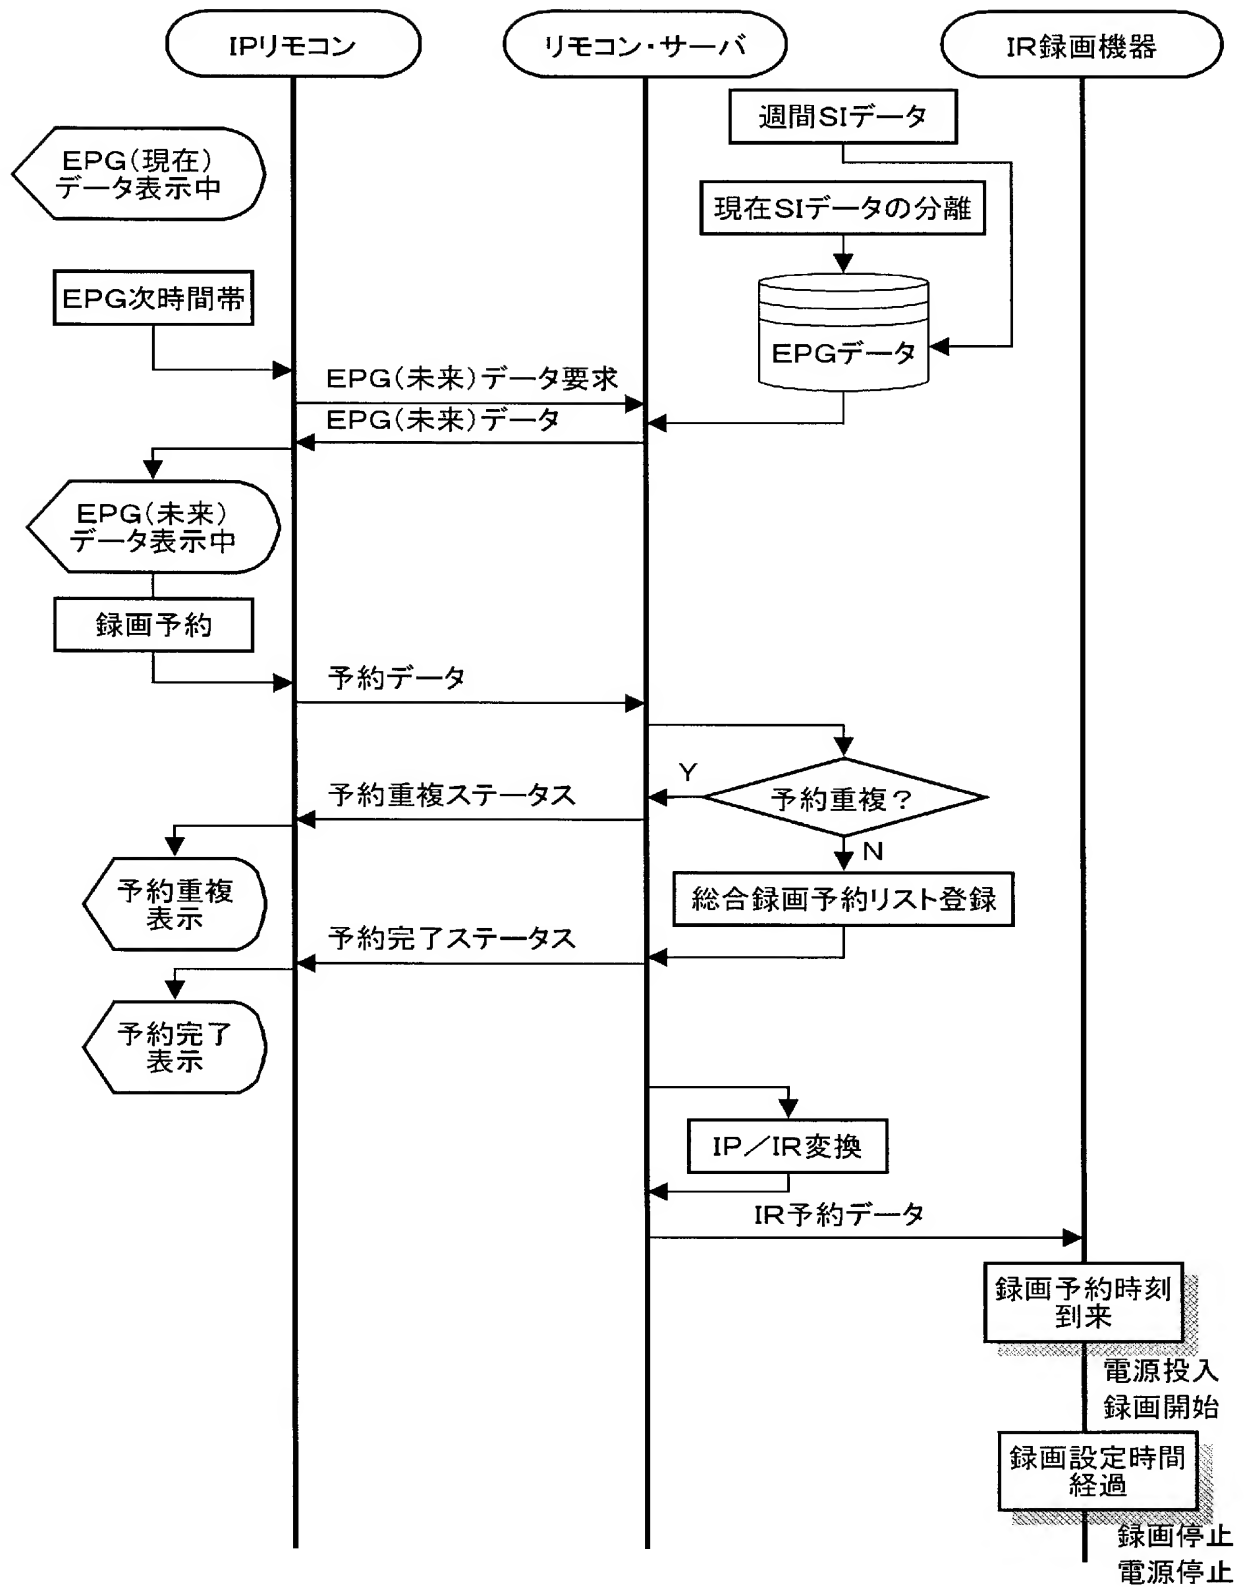 IPリモコン
リモコン・サーバ
IR録画機器
週間SIデータ
EPG(現在)
データ表示中
現在SIデータの分離
EPG次時間帯
EPGデータ
EPG(未来)データ要求
EPG(未来)データ
EPG(未来)
データ表示中
録画予約
予約データ
Y
予約重複?
予約重複ステータス
N
予約重複
表示
総合録画予約リスト登録
予約完了ステータス
予約完了
表示
IP/IR変換
IR予約データ
録画予約時刻
到来
電源投入
録画開始
録画設定時間
経過
録画停止
電源停止